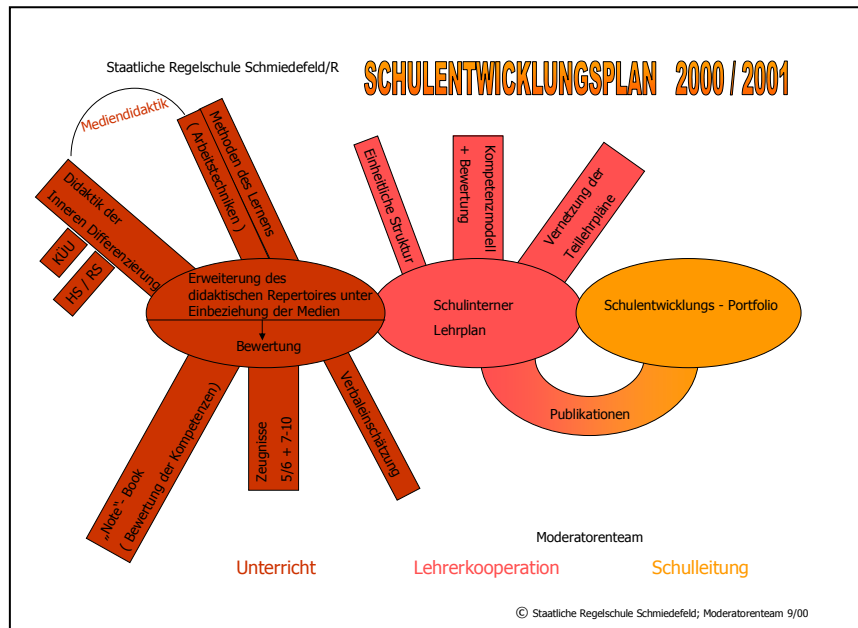 Staatliche Regelschule Schmiedefeld/R
SCHULENTWICKLUNGSPLAN 2000 / 2001
Mediendidaktik
Methoden des Lernens
( Arbeitstechniken )
Didaktik der
Inneren Differenzierung
KÜU
HS / RS
Einheitliche Struktur
Kompetenzmodell
+ Bewertung
Vernetzung der
Teillehrpläne
Erweiterung des
didaktischen Repertoires unter
Einbeziehung der Medien
Bewertung
Schulinterner
Lehrplan
Schulentwicklungs - Portfolio
„Note“- Book
( Bewertung der Kompetenzen)
Zeugnisse
5/6 + 7-10
Verbaleinschätzung
Publikationen
Moderatorenteam
Unterricht
Lehrerkooperation
Schulleitung
© Staatliche Regelschule Schmiedefeld; Moderatorenteam 9/00